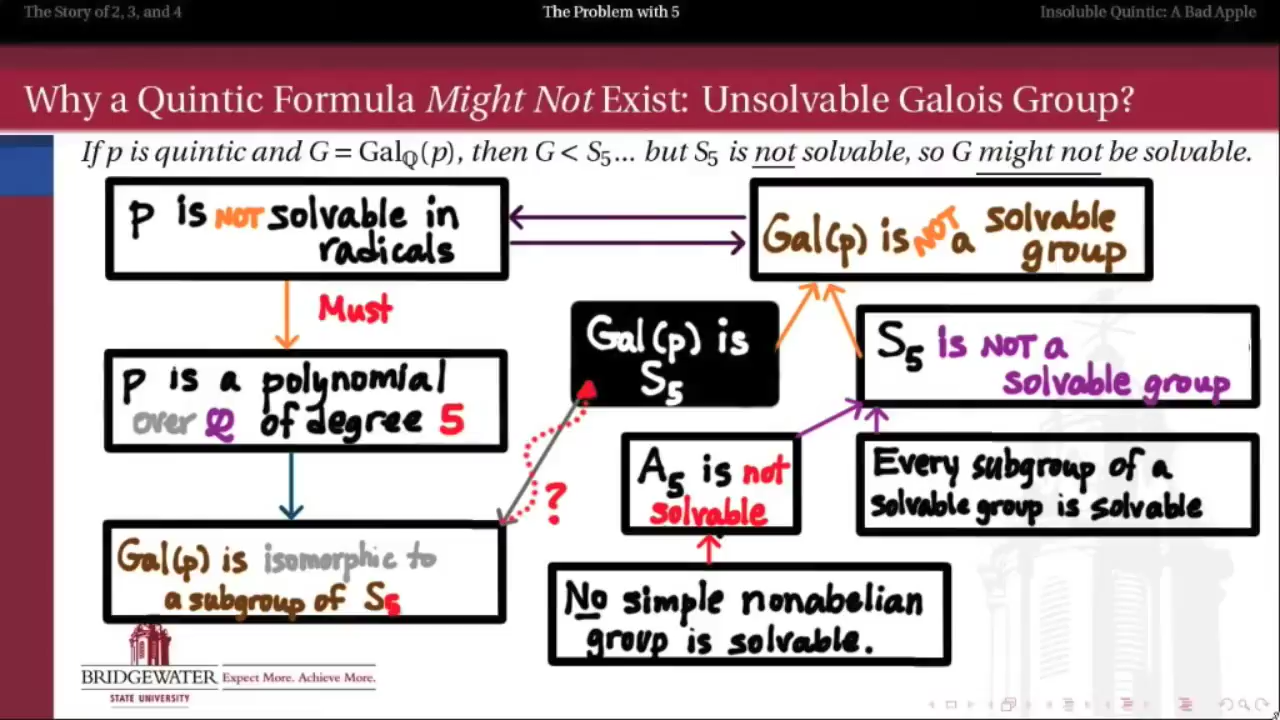 The Story of 2, 3, and 4
The Problem with 5
Insoluble Quintic: A Bad Apple
Why a Quintic Formula Might Not Exist: Unsolvable Galois Group?
If p is quintic and G = Galℚ(p), then G < S₅... but S₅ is not solvable, so G might not be solvable.
p is NOT solvable in
radicals
Gal(p) is NOT a solvable
group
Must
Gal(p) is
S₅
S₅ is NOT a
solvable group
p is a polynomial
over ℚ of degree 5
A₅ is not
solvable
Every subgroup of a
solvable group is solvable
?
Gal(p) is isomorphic to
a subgroup of S₅
No simple nonabelian
group is solvable.
BRIDGEWATER
STATE UNIVERSITY
Expect More. Achieve More.